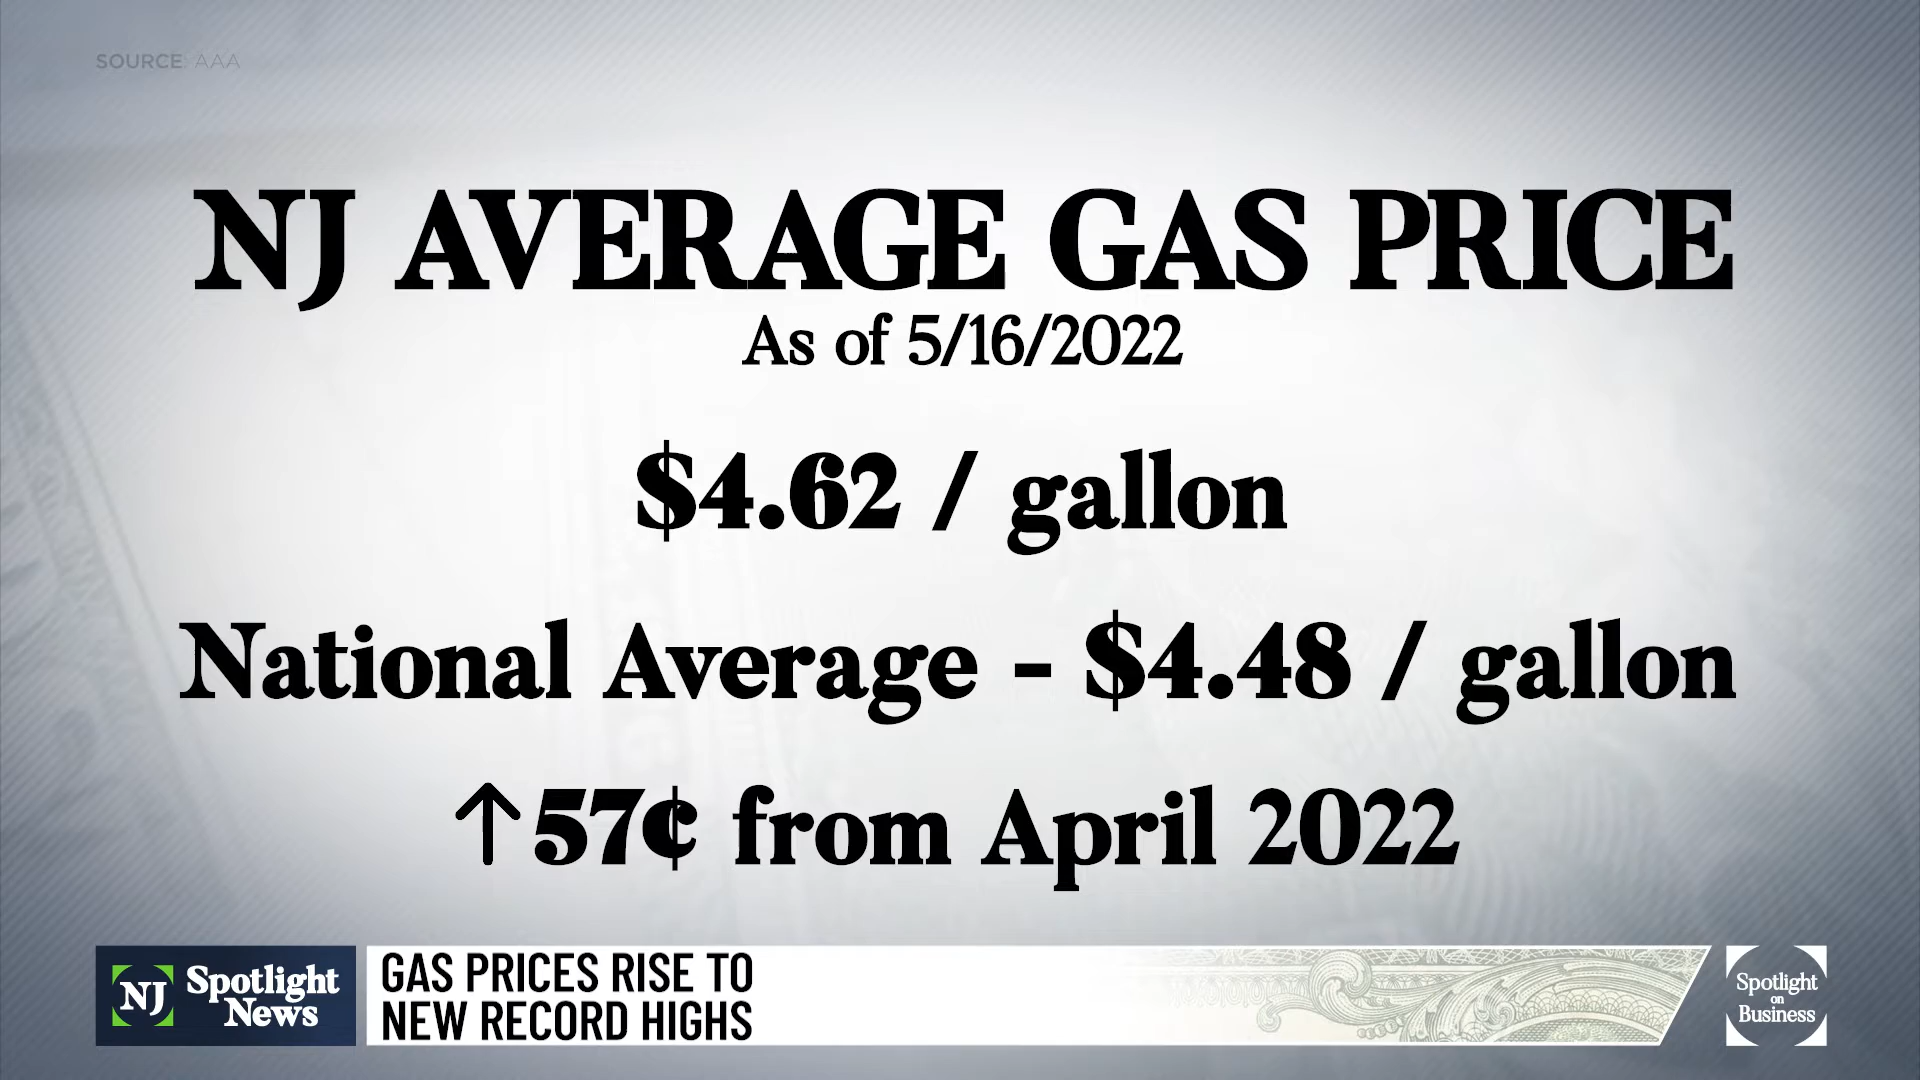 SOURCE: AAA
NJ AVERAGE GAS PRICE
As of 5/16/2022
$4.62 / gallon
National Average - $4.48 / gallon
↑57¢ from April 2022
NJ Spotlight News
GAS PRICES RISE TO
NEW RECORD HIGHS
Spotlight
on
Business